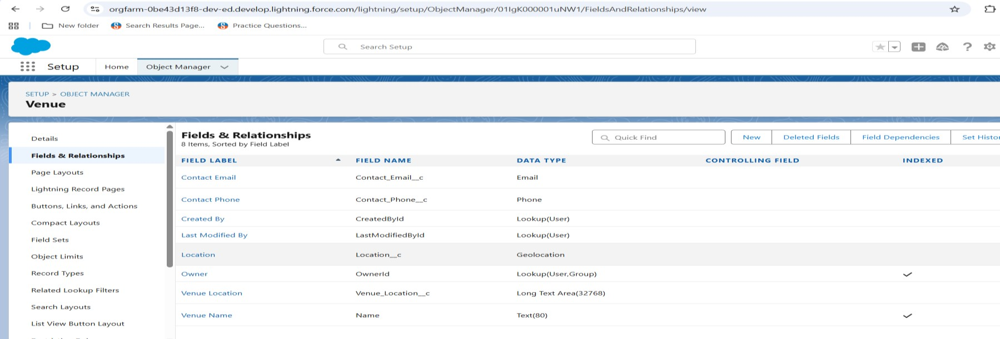 orgfarm-0be43d13f8-dev-ed.develop.lightning.force.com/lightning/setup/ObjectManager/01IgK000001uNW1/FieldsAndRelationships/view
New folder Search Results Page... Practice Questions...
Search Setup
Setup Home Object Manager
SETUP > OBJECT MANAGER
Venue
Details
Fields & Relationships
Page Layouts
Lightning Record Pages
Buttons, Links, and Actions
Compact Layouts
Field Sets
Object Limits
Record Types
Related Lookup Filters
Search Layouts
List View Button Layout
Fields & Relationships
8 Items, Sorted by Field Label
Quick Find New Deleted Fields Field Dependencies Set Histor
FIELD LABEL FIELD NAME DATA TYPE CONTROLLING FIELD INDEXED
Contact Email Contact_Email__c Email
Contact Phone Contact_Phone__c Phone
Created By CreatedById Lookup(User)
Last Modified By LastModifiedById Lookup(User)
Location Location__c Geolocation
Owner OwnerId Lookup(User,Group)
Venue Location Venue_Location__c Long Text Area(32768)
Venue Name Name Text(80)